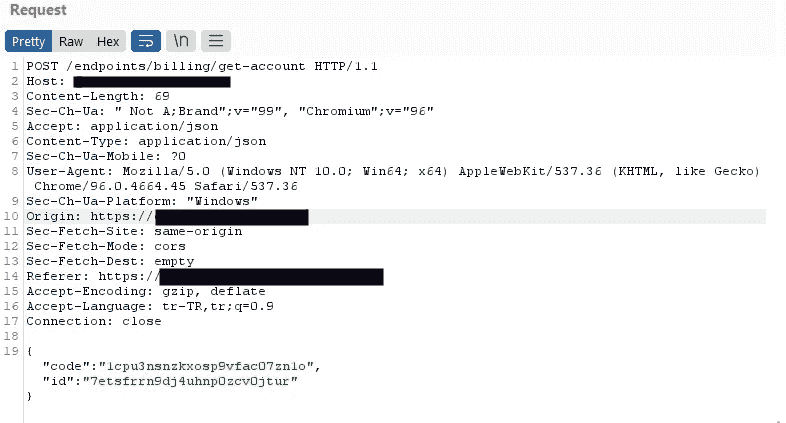 Request
Pretty Raw Hex \n
1 POST /endpoints/billing/get-account HTTP/1.1
2 Host:
3 Content-Length: 69
4 Sec-Ch-Ua: " Not A;Brand";v="99", "Chromium";v="96"
5 Accept: application/json
6 Content-Type: application/json
7 Sec-Ch-Ua-Mobile: ?0
8 User-Agent: Mozilla/5.0 (Windows NT 10.0; Win64; x64) AppleWebKit/537.36 (KHTML, like Gecko)
Chrome/96.0.4664.45 Safari/537.36
9 Sec-Ch-Ua-Platform: "Windows"
10 Origin: https://
11 Sec-Fetch-Site: same-origin
12 Sec-Fetch-Mode: cors
13 Sec-Fetch-Dest: empty
14 Referer: https://
15 Accept-Encoding: gzip, deflate
16 Accept-Language: tr-TR,tr;q=0.9
17 Connection: close
18
19 {
"code":"1cpu3nsnzkxosp9vfac07zn1o",
"id":"7etsfrrn9dj4uhnp0zcv0jtur"
}